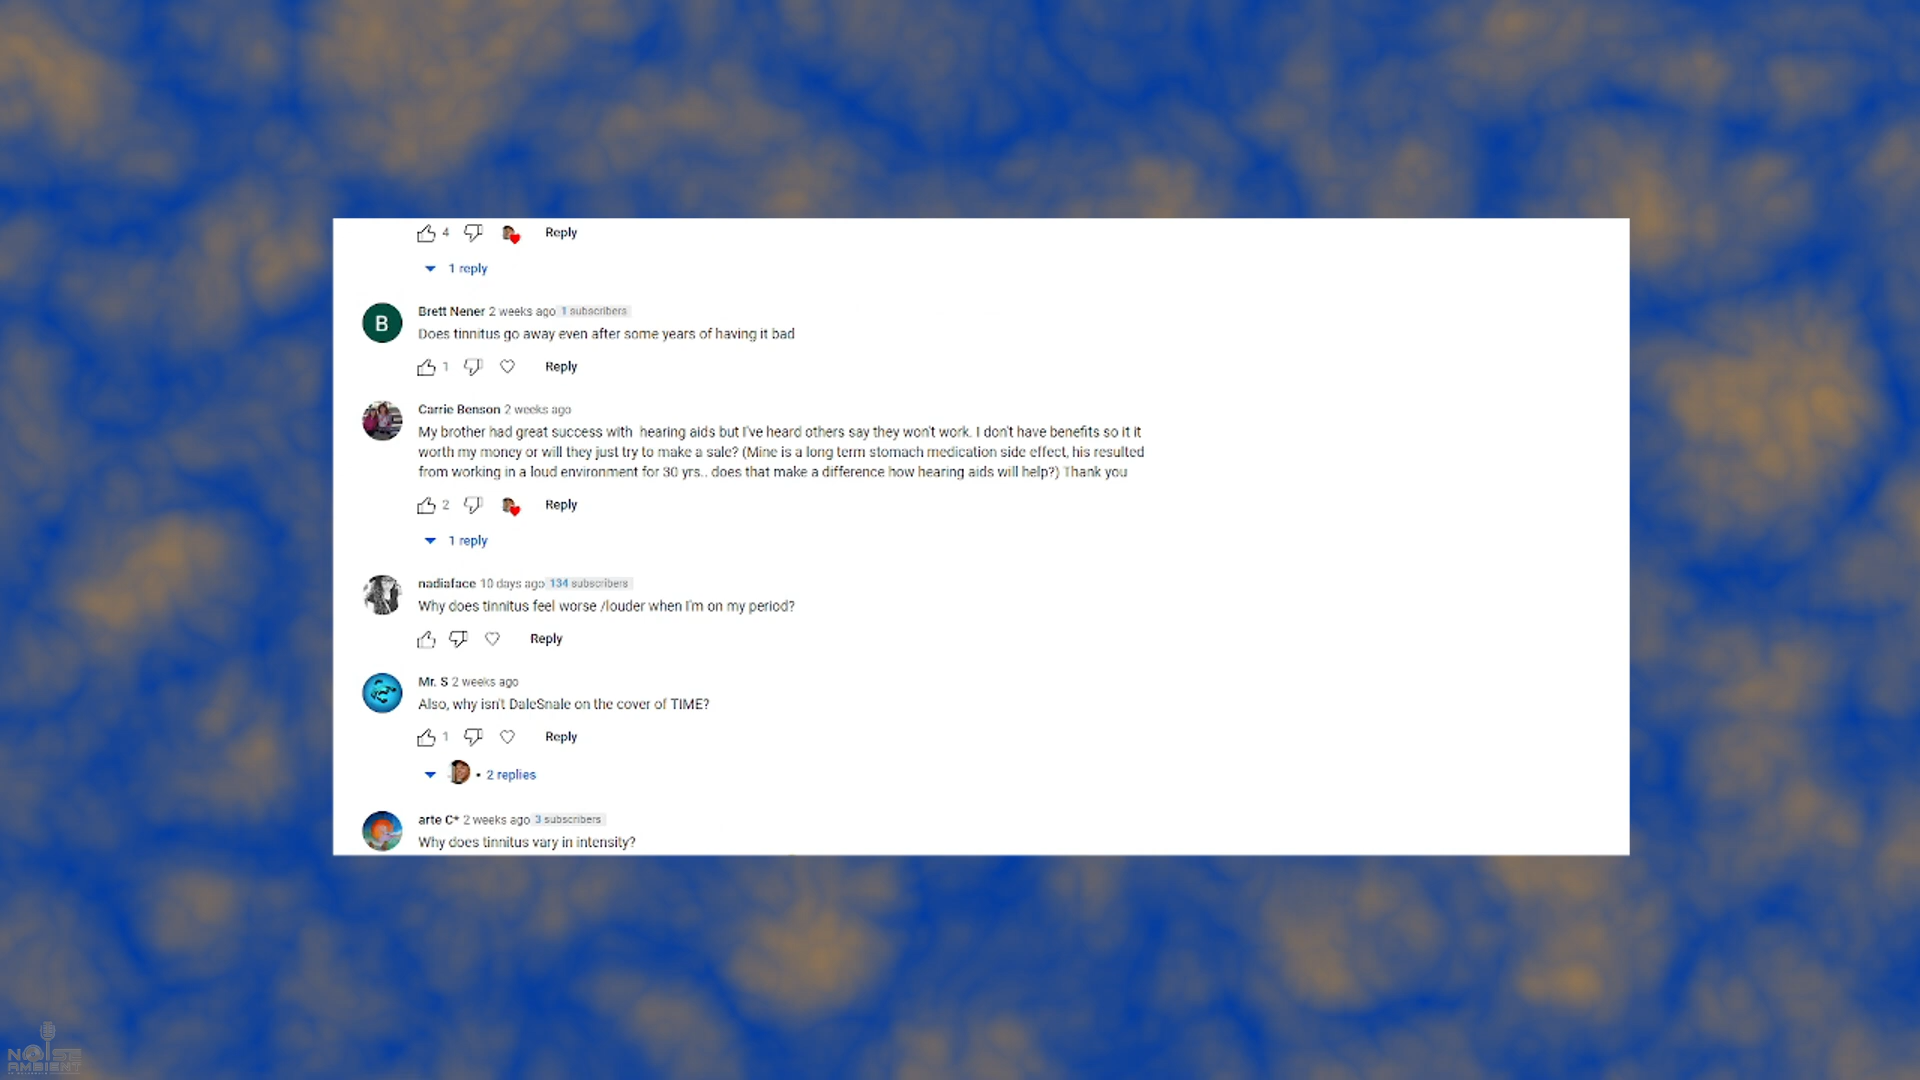 4 Reply
1 reply
B
Brett Nener 2 weeks ago 1 subscribers
Does tinnitus go away even after some years of having it bad
1 Reply
Carrie Benson 2 weeks ago
My brother had great success with hearing aids but I've heard others say they won't work. I don't have benefits so it it
worth my money or will they just try to make a sale? (Mine is a long term stomach medication side effect, his resulted
from working in a loud environment for 30 yrs.. does that make a difference how hearing aids will help?) Thank you
2 Reply
1 reply
nadiaface 10 days ago 134 subscribers
Why does tinnitus feel worse /louder when I'm on my period?
Reply
Mr. S 2 weeks ago
Also, why isn't DaleSnale on the cover of TIME?
1 Reply
• 2 replies
arte C* 2 weeks ago 3 subscribers
Why does tinnitus vary in intensity?
NOISE
AMBIENT